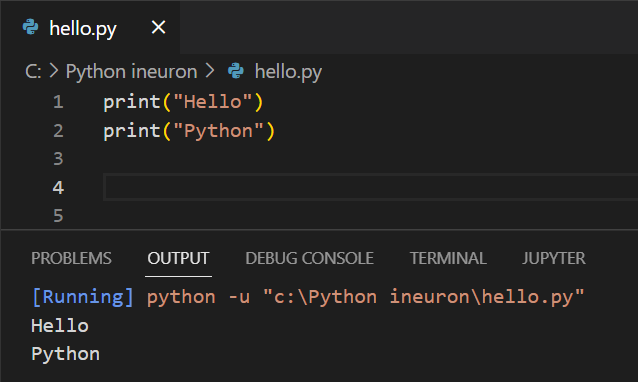 hello.py
C: > Python ineuron > hello.py
1 print("Hello")
2 print("Python")
3
4
5
PROBLEMS OUTPUT DEBUG CONSOLE TERMINAL JUPYTER
[Running] python -u "c:\Python ineuron\hello.py"
Hello
Python